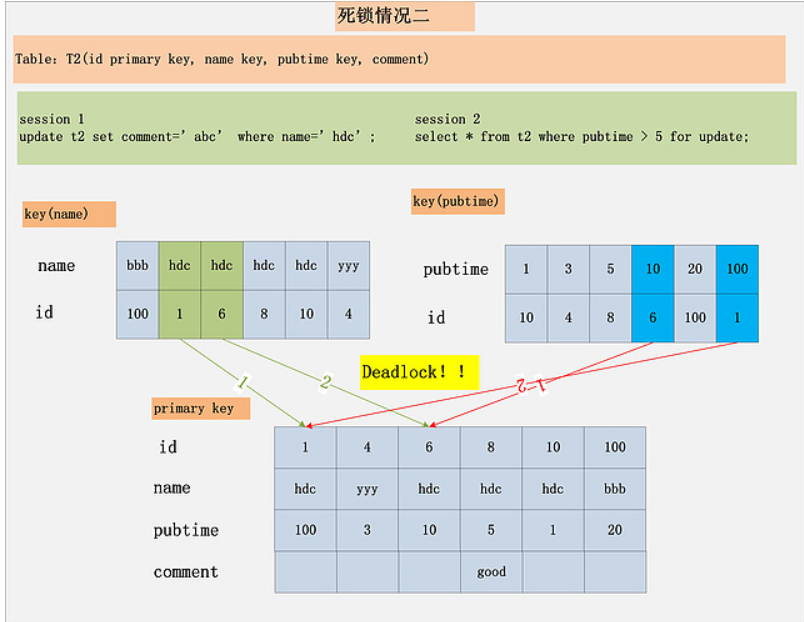 死锁情况二
Table: T2(id primary key, name key, pubtime key, comment)
session 1
update t2 set comment=’abc’ where name=’hdc’;
session 2
select * from t2 where pubtime > 5 for update;
key(name)
name bbb hdc hdc hdc hdc yyy
id 100 1 6 8 10 4
key(pubtime)
pubtime 1 3 5 10 20 100
id 10 4 8 6 100 1
1
2
Deadlock！！
2
1
primary key
id 1 4 6 8 10 100
name hdc yyy hdc hdc hdc bbb
pubtime 100 3 10 5 1 20
comment good